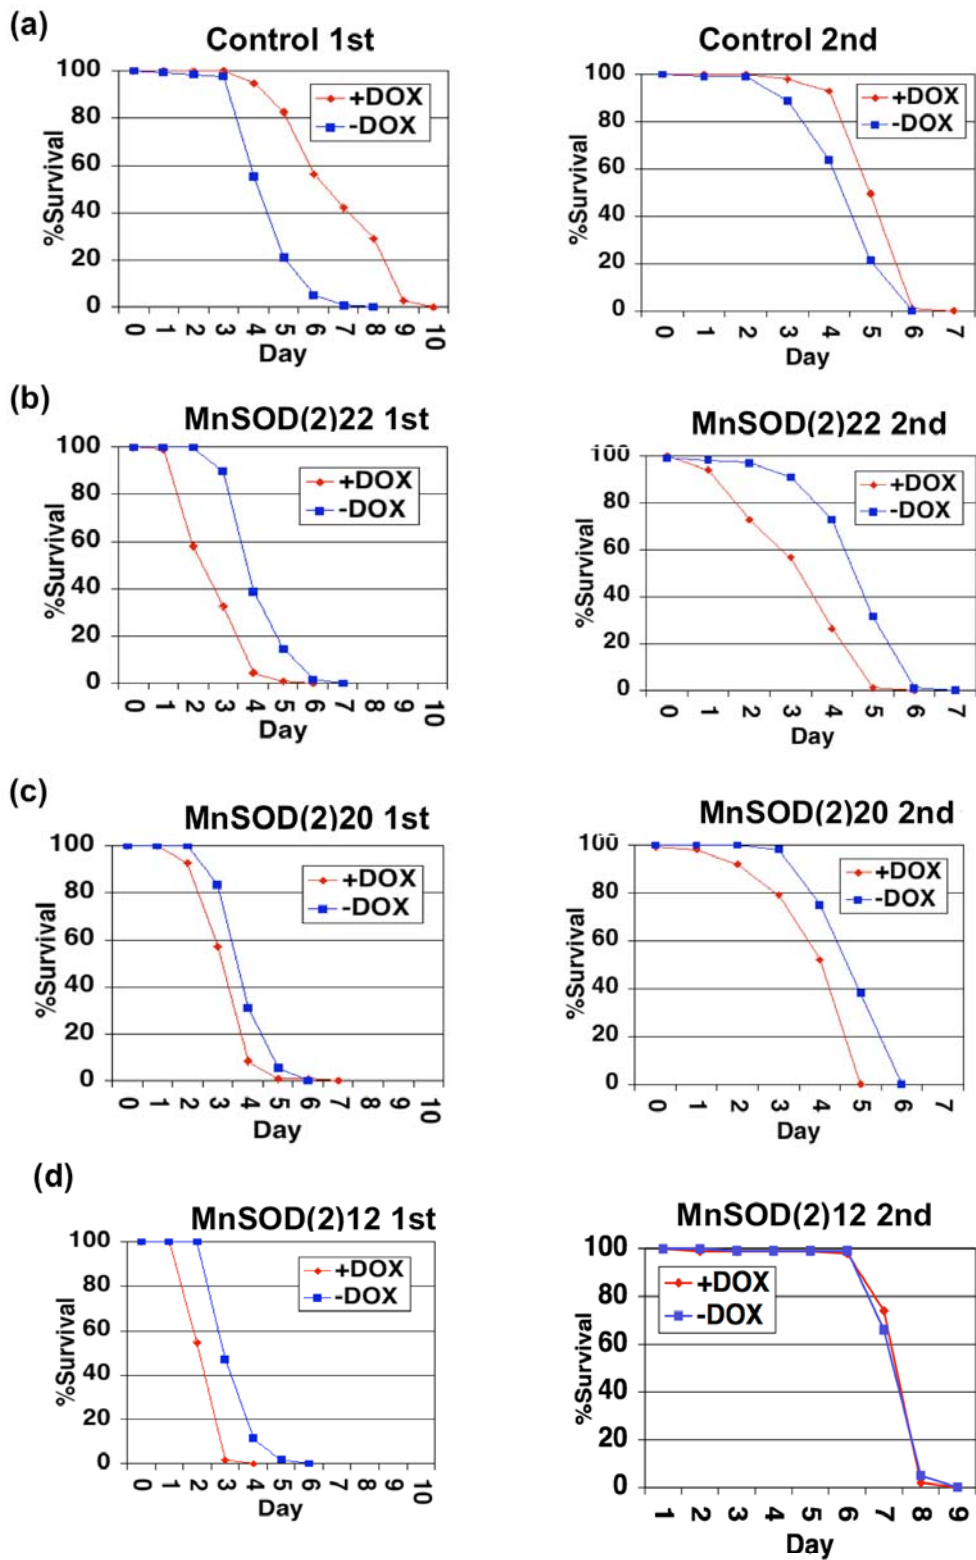 (a)
Control 1st
Control 2nd
100
80
60
40
20
0
%Survival
+DOX
-DOX
0 1 2 3 4 5 6 7 8 9 10
Day
100
80
60
40
20
0
%Survival
+DOX
-DOX
0 1 2 3 4 5 6 7
Day
(b)
MnSOD(2)22 1st
MnSOD(2)22 2nd
100
80
60
40
20
0
%Survival
+DOX
-DOX
0 1 2 3 4 5 6 7 8 9 10
Day
100
80
60
40
20
0
%Survival
+DOX
-DOX
0 1 2 3 4 5 6 7
Day
(c)
MnSOD(2)20 1st
MnSOD(2)20 2nd
100
80
60
40
20
0
%Survival
+DOX
-DOX
0 1 2 3 4 5 6 7 8 9 10
Day
100
80
60
40
20
0
%Survival
+DOX
-DOX
0 1 2 3 4 5 6 7
Day
(d)
MnSOD(2)12 1st
MnSOD(2)12 2nd
100
80
60
40
20
0
%Survival
+DOX
-DOX
0 1 2 3 4 5 6 7 8 9 10
Day
100
80
60
40
20
0
%Survival
+DOX
-DOX
1 2 3 4 5 6 7 8 9
Day